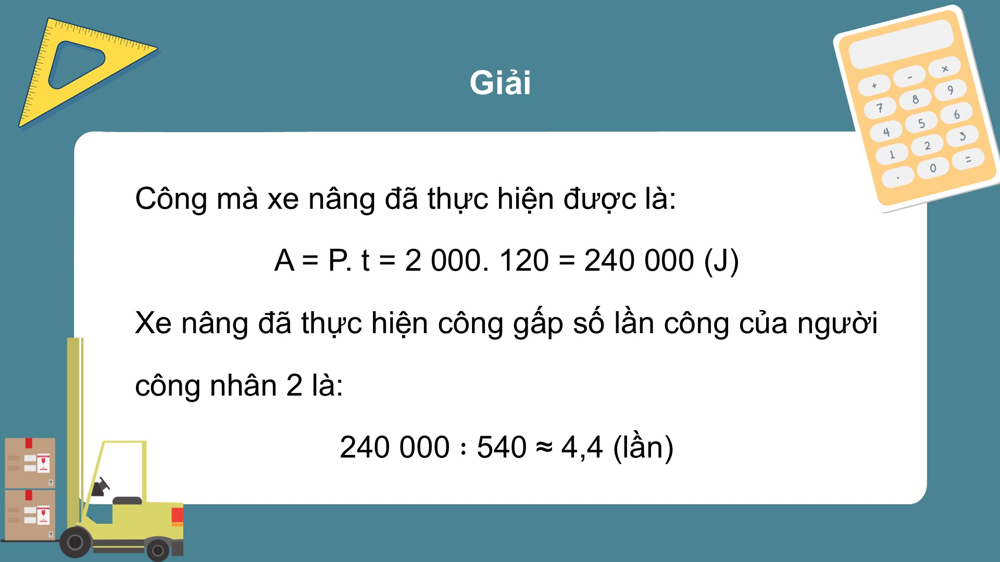 Giải
+ - ×
7 8 9
4 5 6
1 2 3
. 0 =
Công mà xe nâng đã thực hiện được là:
A = P. t = 2 000. 120 = 240 000 (J)
Xe nâng đã thực hiện công gấp số lần công của người
công nhân 2 là:
240 000 : 540 ≈ 4,4 (lần)